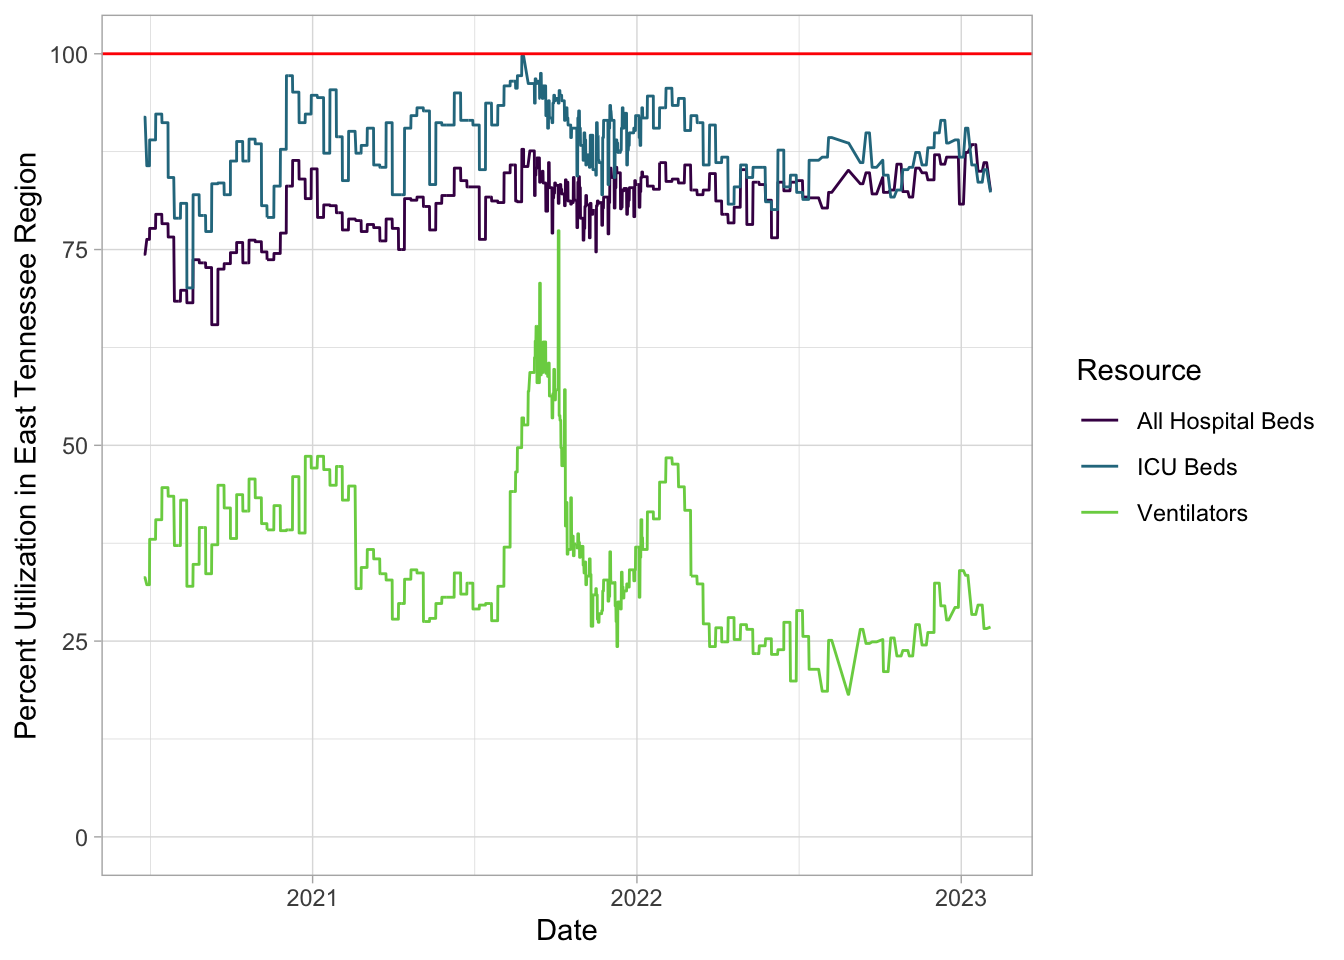 Percent Utilization in East Tennessee Region
100
75
50
25
0
2021
2022
2023
Date
Resource
All Hospital Beds
ICU Beds
Ventilators